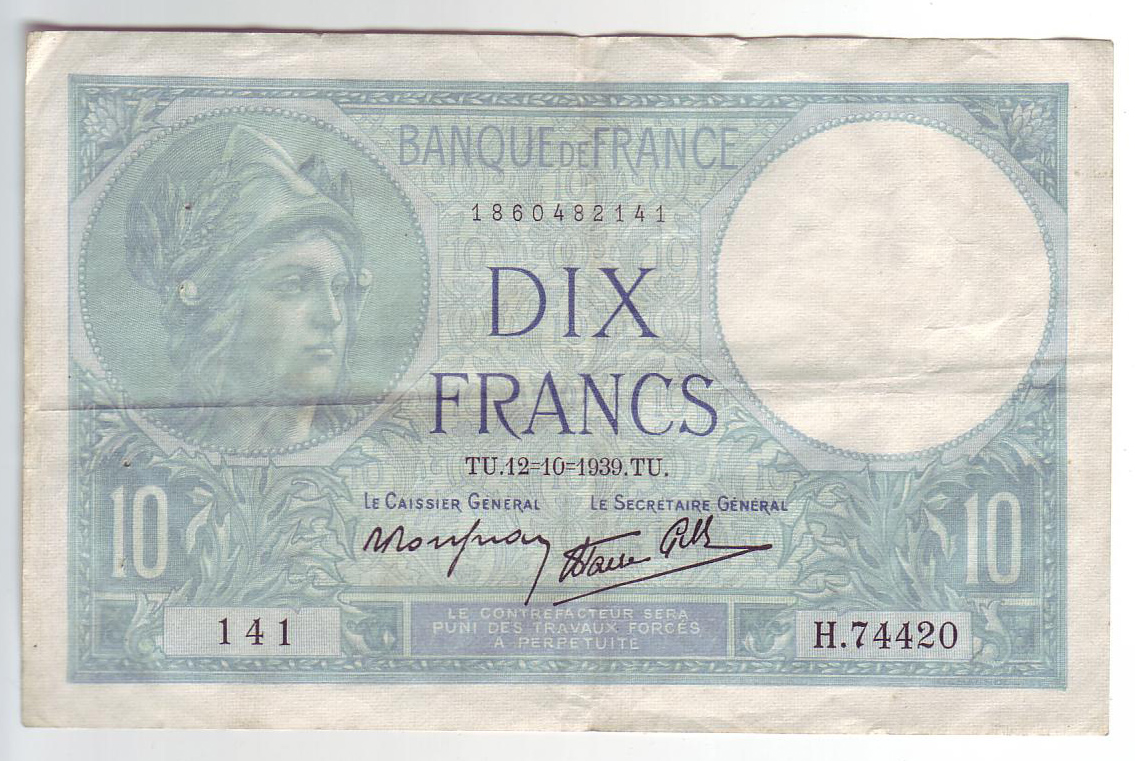 BANQUE DE FRANCE
1860482141
DIX
FRANCS
TU.12=10=1939.TU.
LE CAISSIER GÉNÉRAL LE SECRÉTAIRE GÉNÉRAL
10 10
LE CONTREFACTEUR SERA
PUNI DES TRAVAUX FORCÉS
À PERPÉTUITÉ
141 H.74420